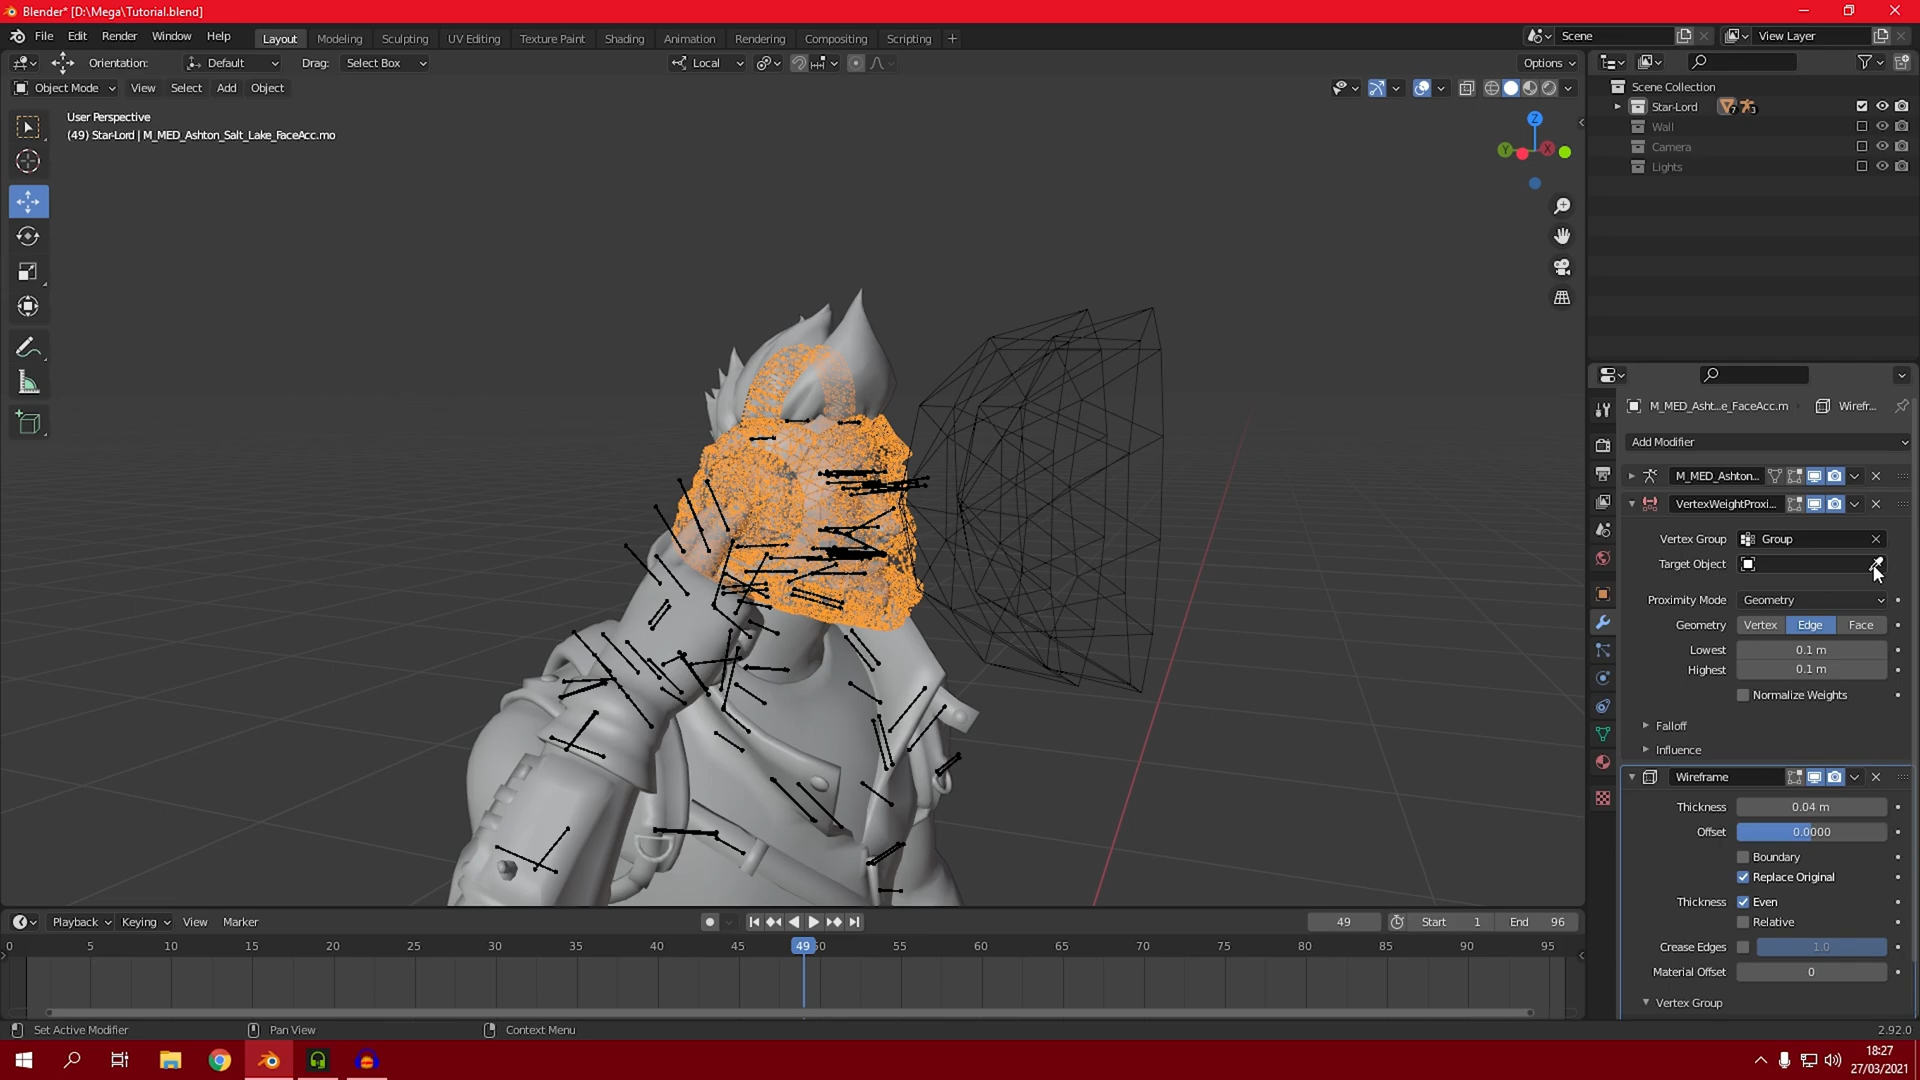 Blender* [D:\Mega\Tutorial.blend]
File Edit Render Window Help Layout Modeling Sculpting UV Editing Texture Paint Shading Animation Rendering Compositing Scripting Scene View Layer
Orientation: Default Drag: Select Box Local Options
Object Mode View Select Add Object
User Perspective
(49) Star-Lord | M_MED_Ashton_Salt_Lake_FaceAcc.mo
Z
Y
X
Scene Collection
Star-Lord 7 3
Wall
Camera
Lights
M_MED_Asht...e_FaceAcc.m Wirefr...
Add Modifier
M_MED_Ashton...
VertexWeightProxi...
Vertex Group Group
Target Object
Proximity Mode Geometry
Geometry Vertex Edge Face
Lowest 0.1 m
Highest 0.1 m
Normalize Weights
Falloff
Influence
Wireframe
Thickness 0.04 m
Offset 0.0000
Boundary
Replace Original
Thickness Even
Relative
Crease Edges 1.0
Material Offset 0
Vertex Group
Playback Keying View Marker 49 Start 1 End 96
0 5 10 15 20 25 30 35 40 45 49 50 55 60 65 70 75 80 85 90 95
Set Active Modifier Pan View Context Menu 2.92.0
18:27
27/03/2021